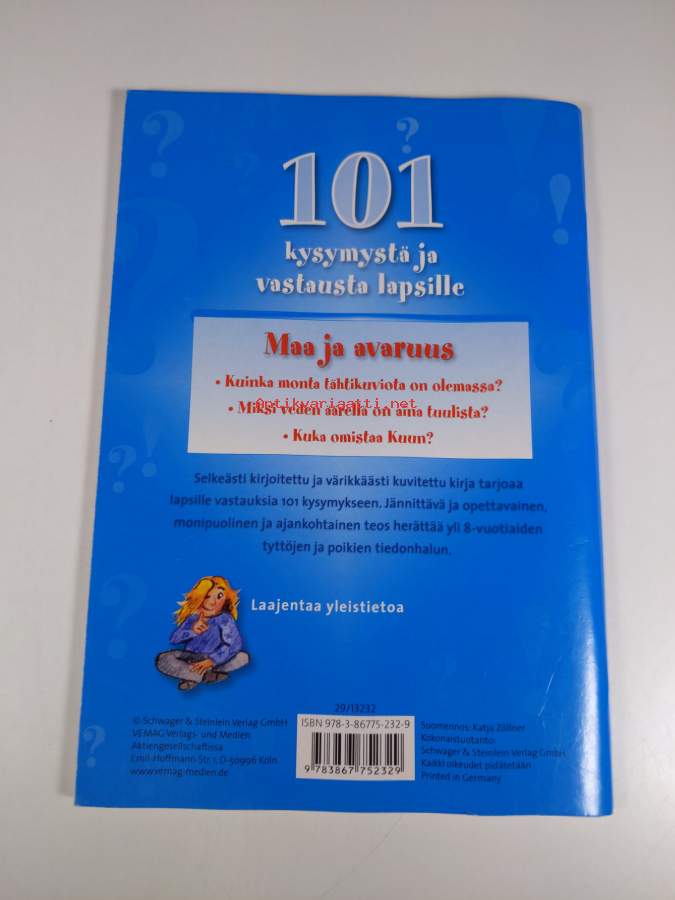 101
kysymystä ja
vastausta lapsille
Maa ja avaruus
• Kuinka monta tähtikuviota on olemassa?
Antikvariaatti.net
• Miksi veden äärellä on aina tuulista?
• Kuka omistaa Kuun?
Selkeästi kirjoitettu ja värikkäästi kuvitettu kirja tarjoaa
lapsille vastauksia 101 kysymykseen. Jännittävä ja opettavainen,
monipuolinen ja ajankohtainen teos herättää yli 8-vuotiaiden
tyttöjen ja poikien tiedonhalun.
Laajentaa yleistietoa
29/13232
© Schwager & Steinlein Verlag GmbH
VEMAG Verlags- und Medien
Aktiengesellschaftissa
Emil-Hoffmann-Str. 1, D-50996 Köln
www.vemag-medien.de
ISBN 978-3-86775-232-9
9 783867 752329
Suomennos: Katja Zöllner
Kokonaistuotanto:
Schwager & Steinlein Verlag GmbH
Kaikki oikeudet pidätetään
Printed in Germany